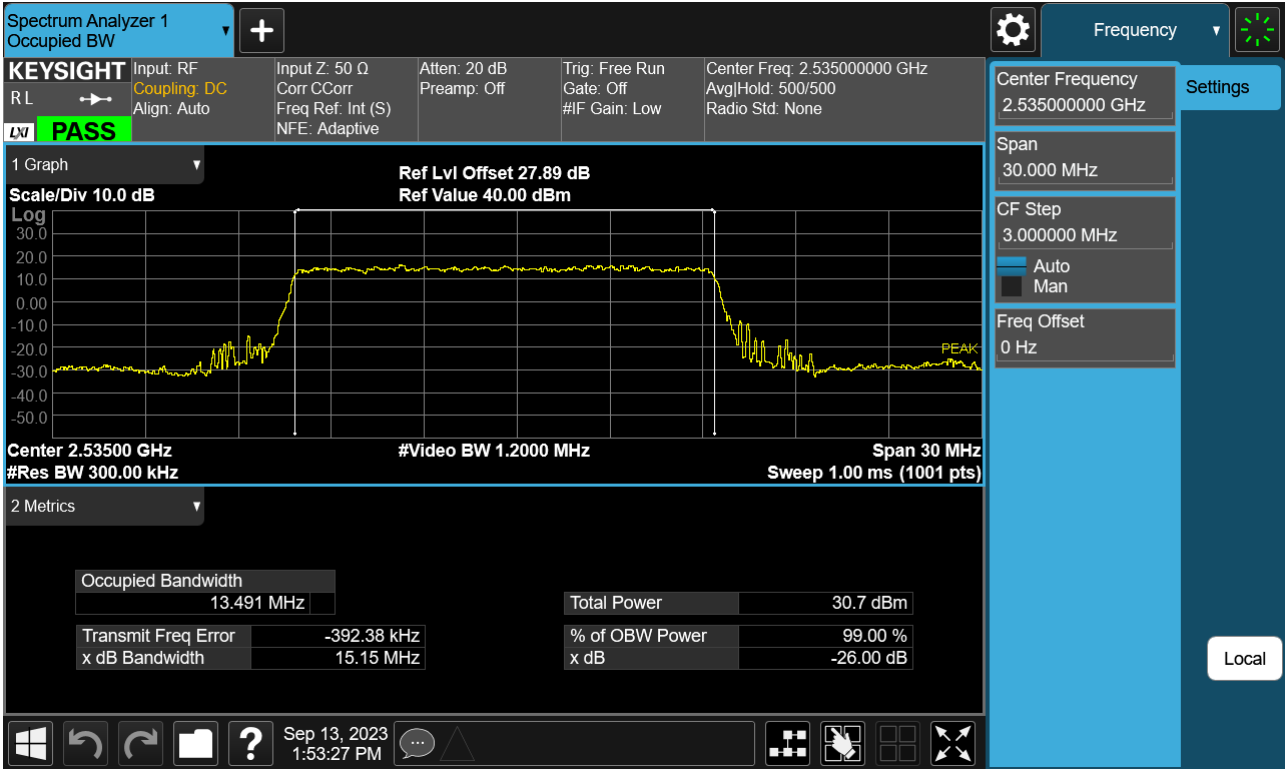 Spectrum Analyzer 1
Occupied BW
Frequency
KEYSIGHT
R L
LXI PASS
Input: RF
Coupling: DC
Align: Auto
Input Z: 50 Ω
Corr CCorr
Freq Ref: Int (S)
NFE: Adaptive
Atten: 20 dB
Preamp: Off
Trig: Free Run
Gate: Off
#IF Gain: Low
Center Freq: 2.535000000 GHz
Avg|Hold: 500/500
Radio Std: None
1 Graph
Scale/Div 10.0 dB
Ref Lvl Offset 27.89 dB
Ref Value 40.00 dBm
Log
30.0
20.0
10.0
0.00
-10.0
-20.0
-30.0
-40.0
-50.0
PEAK
Center 2.53500 GHz
#Video BW 1.2000 MHz
Span 30 MHz
#Res BW 300.00 kHz
Sweep 1.00 ms (1001 pts)
2 Metrics
Occupied Bandwidth
13.491 MHz
Total Power 30.7 dBm
Transmit Freq Error -392.38 kHz
% of OBW Power 99.00 %
x dB Bandwidth 15.15 MHz
x dB -26.00 dB
Center Frequency
2.535000000 GHz
Span
30.000 MHz
CF Step
3.000000 MHz
Auto
Man
Freq Offset
0 Hz
Settings
Local
?
Sep 13, 2023
1:53:27 PM